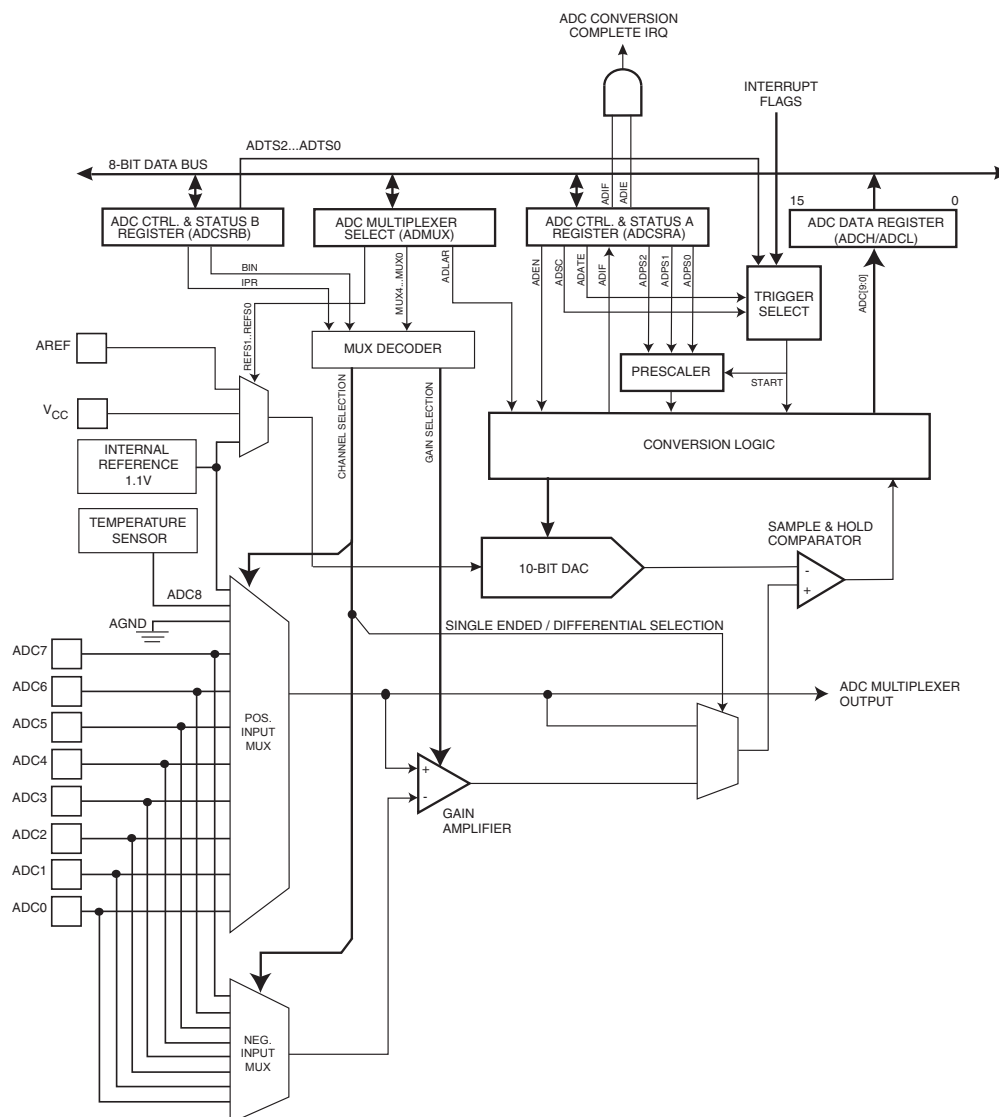 ADC CONVERSION
COMPLETE IRQ
INTERRUPT
FLAGS
ADTS2...ADTS0
8-BIT DATA BUS
ADIF
ADIE
15
0
ADC CTRL. & STATUS B
REGISTER (ADCSRB)
ADC MULTIPLEXER
SELECT (ADMUX)
ADC CTRL. & STATUS A
REGISTER (ADCSRA)
ADC DATA REGISTER
(ADCH/ADCL)
BIN
IPR
REFS1..REFS0
MUX4...MUX0
ADLAR
ADEN
ADSC
ADATE
ADIF
ADPS2
ADPS1
ADPS0
ADC[9:0]
TRIGGER
SELECT
AREF
MUX DECODER
PRESCALER
START
VCC
CHANNEL SELECTION
GAIN SELECTION
CONVERSION LOGIC
INTERNAL
REFERENCE
1.1V
TEMPERATURE
SENSOR
SAMPLE & HOLD
COMPARATOR
10-BIT DAC
-
+
ADC8
AGND
SINGLE ENDED / DIFFERENTIAL SELECTION
ADC7
ADC6
ADC5
ADC4
ADC3
ADC2
ADC1
ADC0
POS.
INPUT
MUX
ADC MULTIPLEXER
OUTPUT
+
-
GAIN
AMPLIFIER
NEG.
INPUT
MUX